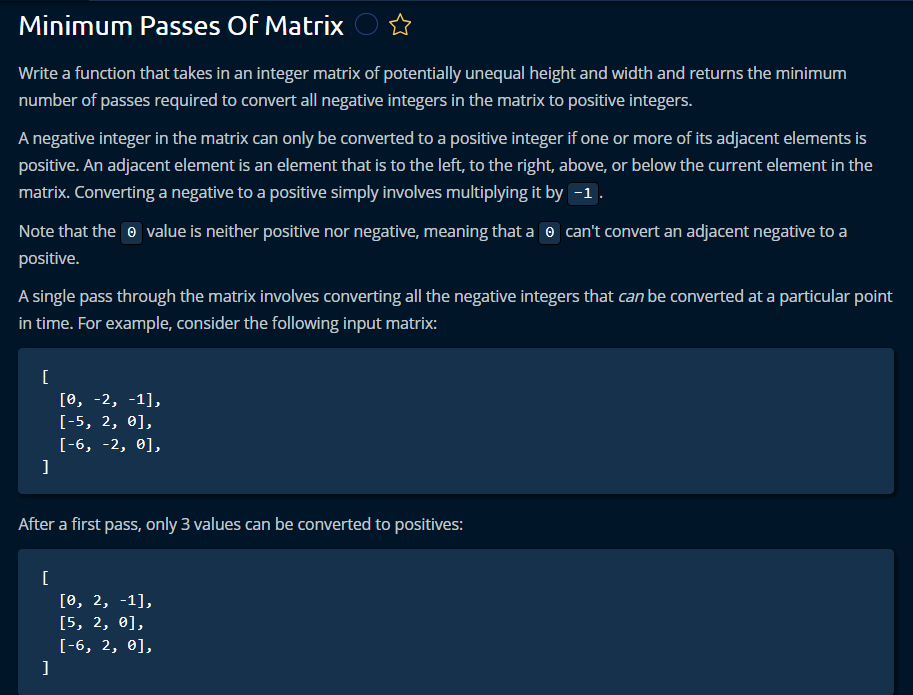 Minimum Passes Of Matrix
Write a function that takes in an integer matrix of potentially unequal height and width and returns the minimum
number of passes required to convert all negative integers in the matrix to positive integers.
A negative integer in the matrix can only be converted to a positive integer if one or more of its adjacent elements is
positive. An adjacent element is an element that is to the left, to the right, above, or below the current element in the
matrix. Converting a negative to a positive simply involves multiplying it by -1 .
Note that the 0 value is neither positive nor negative, meaning that a 0 can't convert an adjacent negative to a
positive.
A single pass through the matrix involves converting all the negative integers that can be converted at a particular point
in time. For example, consider the following input matrix:
[
[0, -2, -1],
[-5, 2, 0],
[-6, -2, 0],
]
After a first pass, only 3 values can be converted to positives:
[
[0, 2, -1],
[5, 2, 0],
[-6, 2, 0],
]